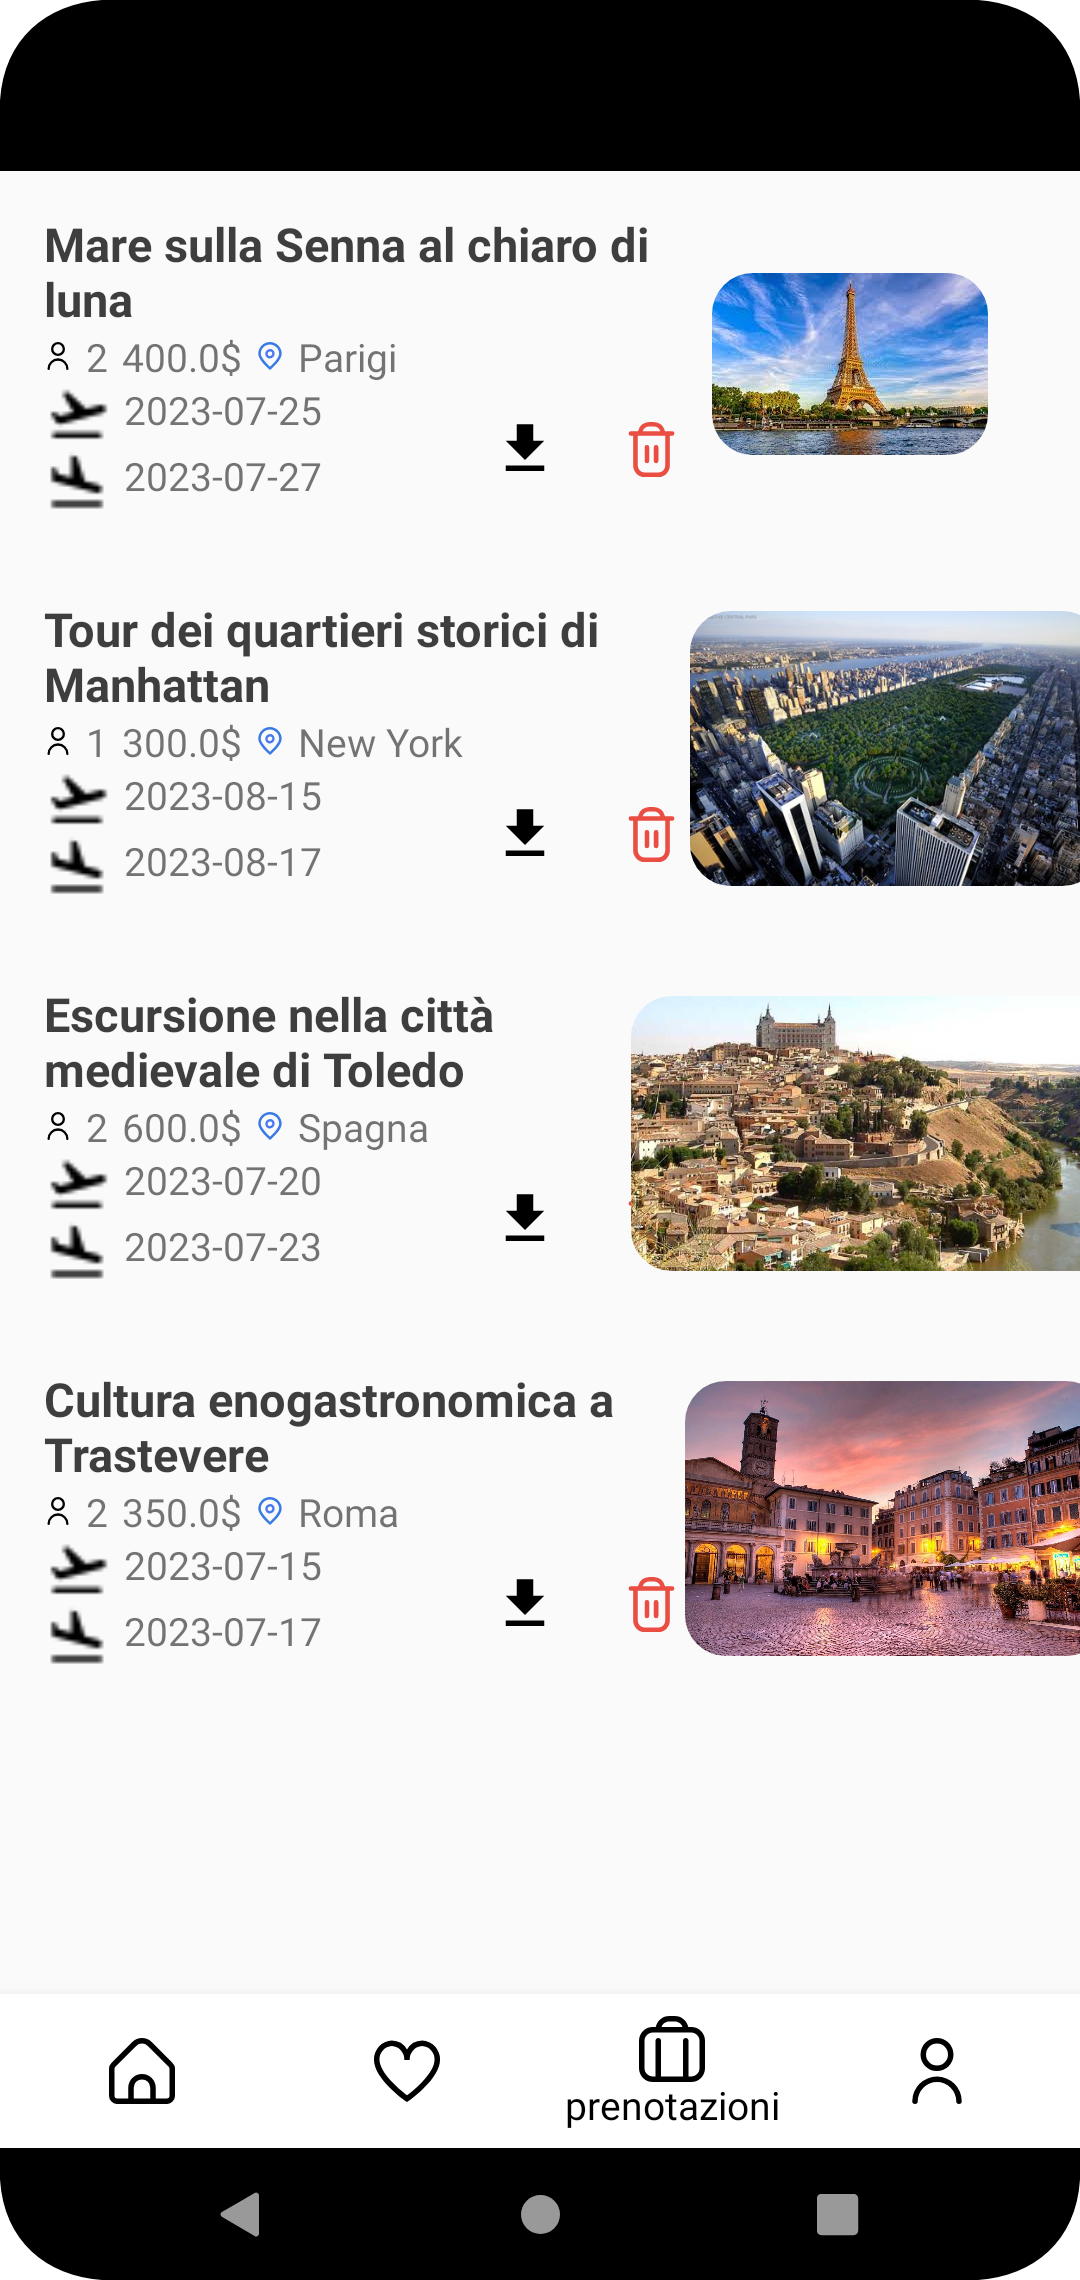 Mare sulla Senna al chiaro di
luna
2 400.0$ Parigi
2023-07-25
2023-07-27
Tour dei quartieri storici di
Manhattan
1 300.0$ New York
2023-08-15
2023-08-17
Escursione nella città
medievale di Toledo
2 600.0$ Spagna
2023-07-20
2023-07-23
Cultura enogastronomica a
Trastevere
2 350.0$ Roma
2023-07-15
2023-07-17
prenotazioni